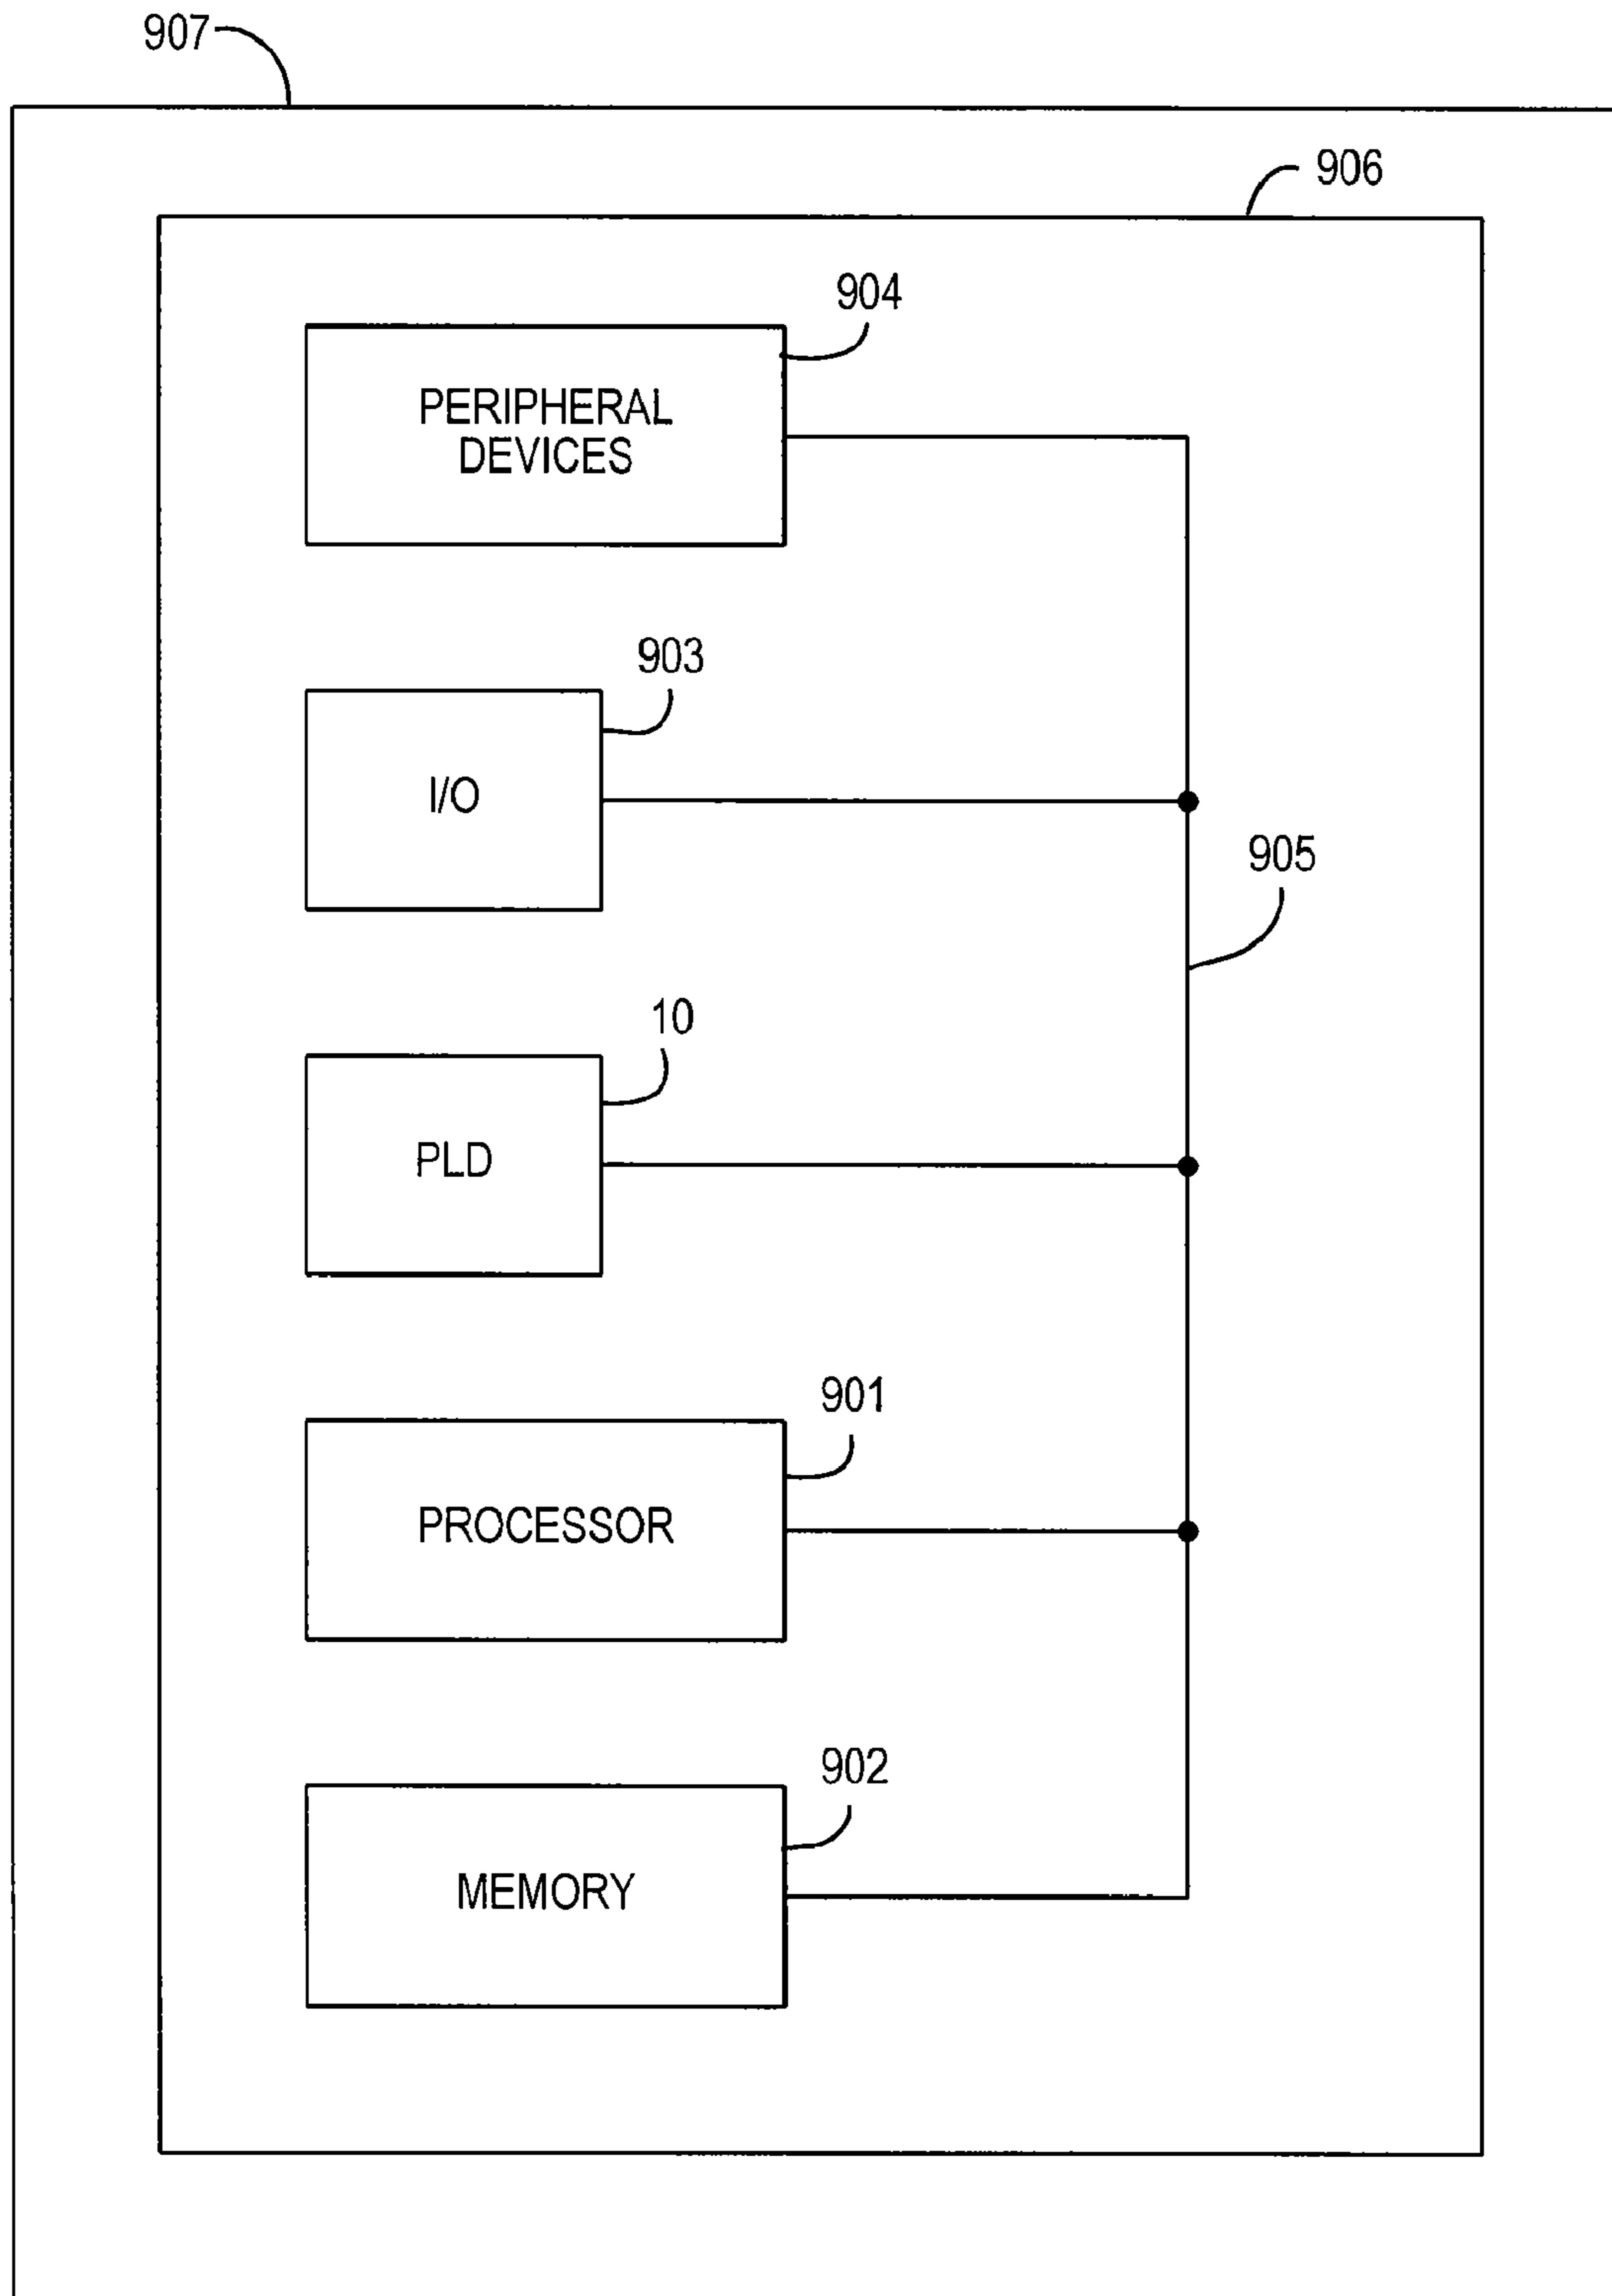 907
906
904
PERIPHERAL
DEVICES
903
I/O
905
10
PLD
901
PROCESSOR
902
MEMORY